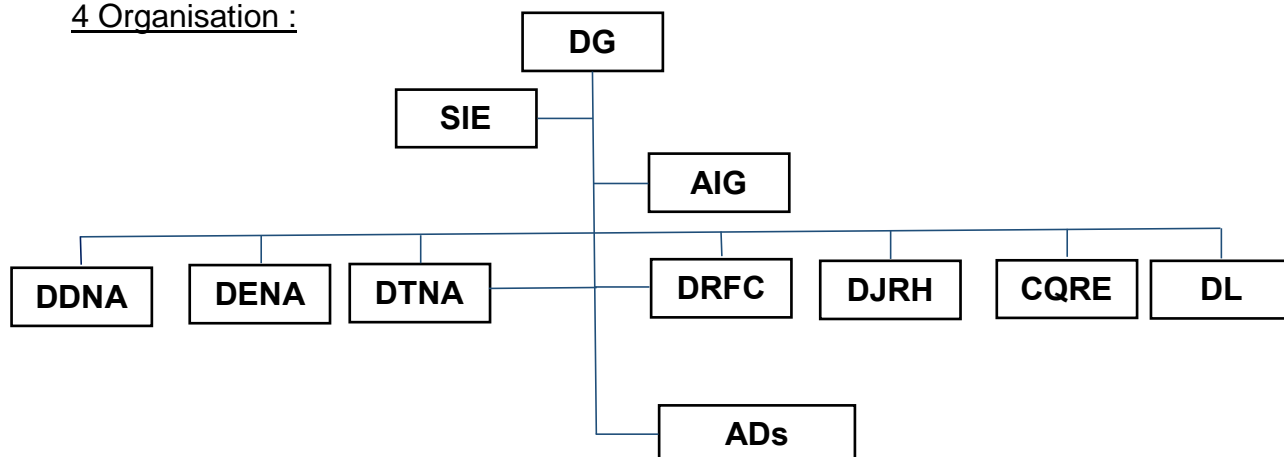 4 Organisation :
DG
SIE
AIG
DDNA
DENA
DTNA
DRFC
DJRH
CQRE
DL
ADs